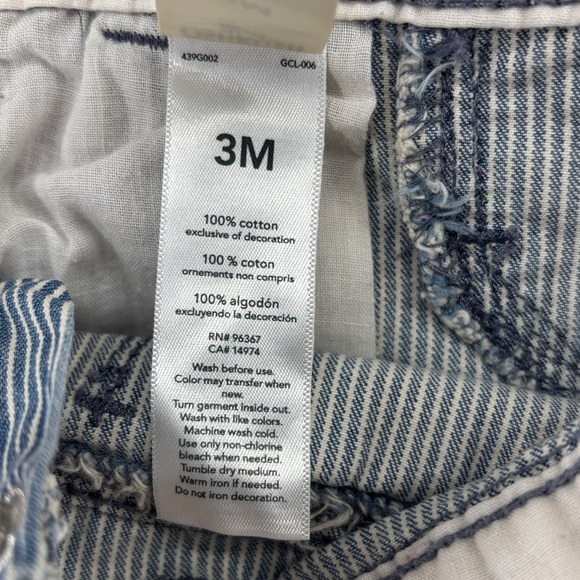 439G002 GCL-006
3M
100% cotton
exclusive of decoration
100 % coton
ornements non compris
100% algodón
excluyendo la decoración
RN# 96367
CA# 14974
Wash before use.
Color may transfer when
new.
Turn garment inside out.
Wash with like colors.
Machine wash cold.
Use only non-chlorine
bleach when needed.
Tumble dry medium.
Warm iron if needed.
Do not iron decoration.